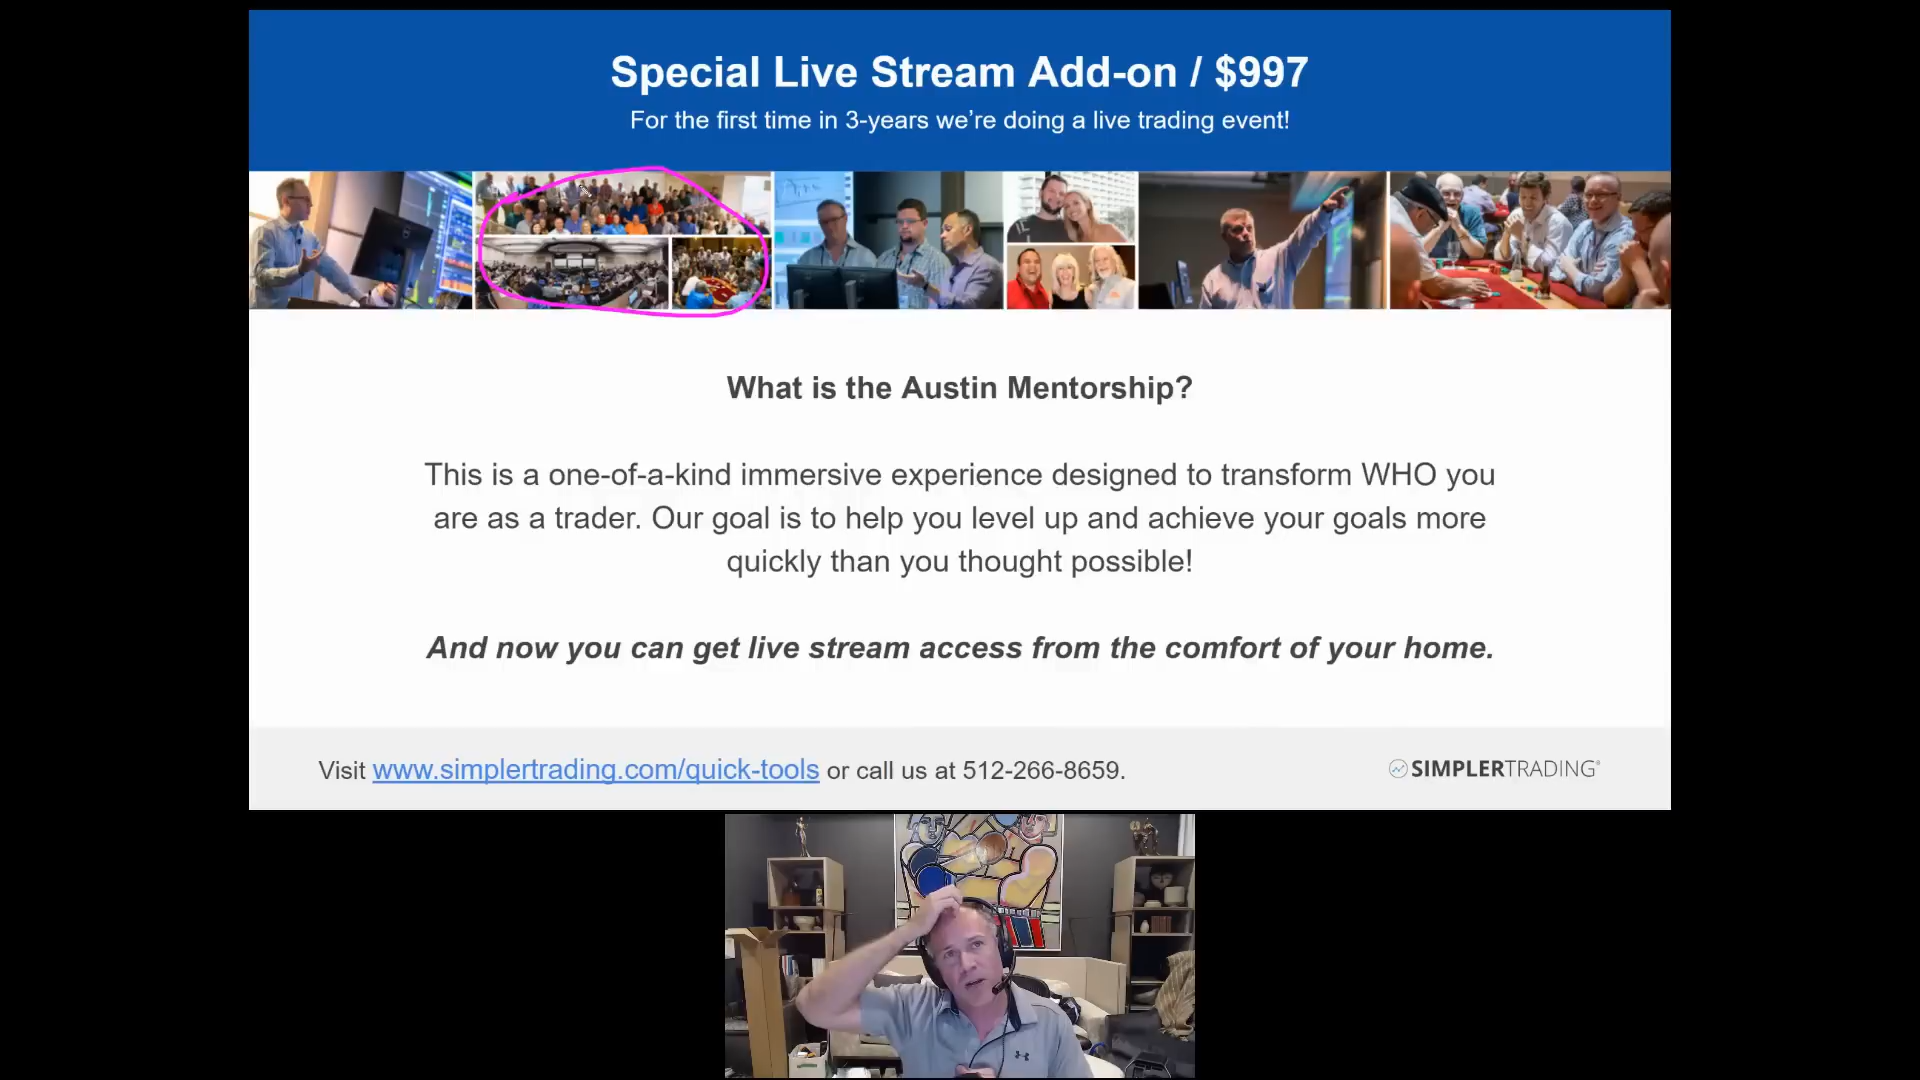 Special Live Stream Add-on / $997
For the first time in 3-years we’re doing a live trading event!
What is the Austin Mentorship?
This is a one-of-a-kind immersive experience designed to transform WHO you
are as a trader. Our goal is to help you level up and achieve your goals more
quickly than you thought possible!
And now you can get live stream access from the comfort of your home.
Visit www.simplertrading.com/quick-tools or call us at 512-266-8659.
SIMPLERTRADING®